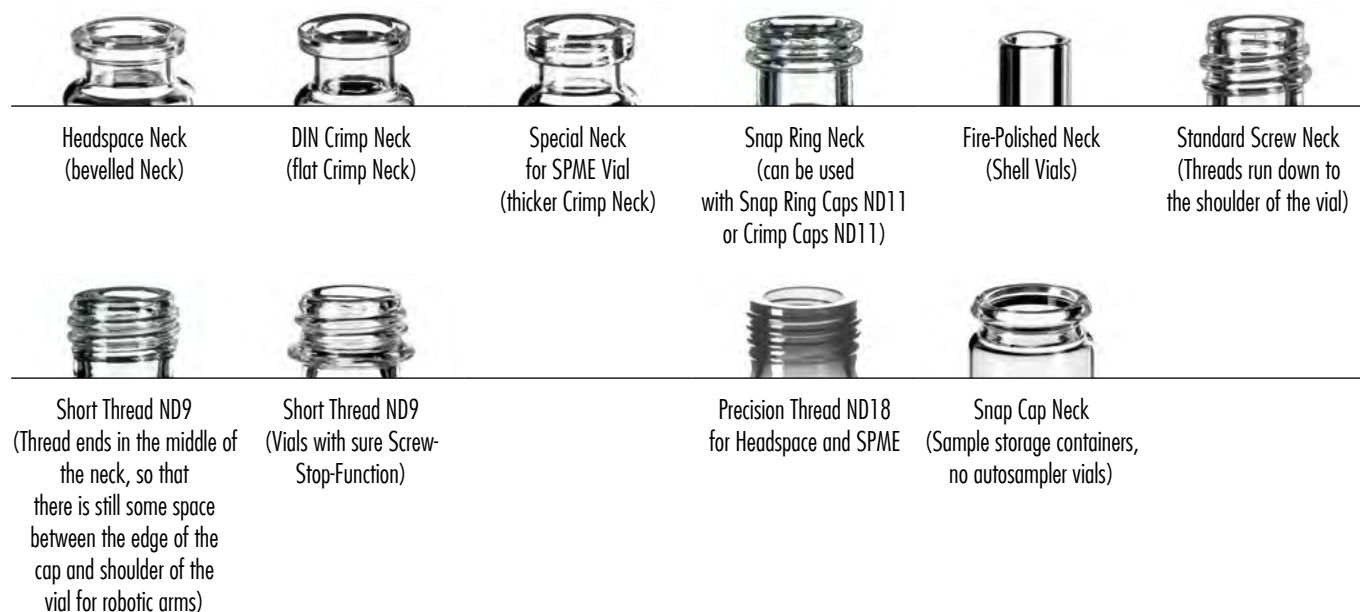 Headspace Neck
(bevelled Neck)
DIN Crimp Neck
(flat Crimp Neck)
Special Neck
for SPME Vial
(thicker Crimp Neck)
Snap Ring Neck
(can be used
with Snap Ring Caps ND11
or Crimp Caps ND11)
Fire-Polished Neck
(Shell Vials)
Standard Screw Neck
(Threads run down to
the shoulder of the vial)
Short Thread ND9
(Thread ends in the middle of
the neck, so that
there is still some space
between the edge of the
cap and shoulder of the
vial for robotic arms)
Short Thread ND9
(Vials with sure Screw-
Stop-Function)
Precision Thread ND18
for Headspace and SPME
Snap Cap Neck
(Sample storage containers,
no autosampler vials)